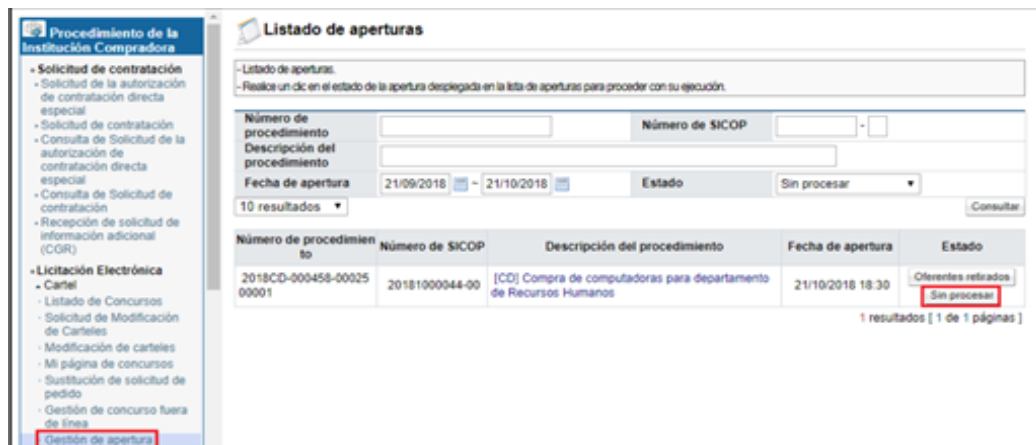 Procedimiento de la
Institución Compradora
Solicitud de contratación
Solicitud de la autorización
de contratación directa
especial
Solicitud de contratación
Consulta de Solicitud de la
autorización de
contratación directa
especial
Consulta de Solicitud de
contratación
Recepción de solicitud de
información adicional
(CGR)
Licitación Electrónica
Cartel
Listado de Concursos
Solicitud de Modificación
de Carteles
Modificación de carteles
Mi página de concursos
Sustitución de solicitud de
pedido
Gestión de concurso fuera
de línea
Gestión de apertura
Listado de aperturas
- Listado de aperturas.
- Realice un clic en el estado de la apertura desplegada en la lista de aperturas para proceder con su ejecución.
Número de
procedimiento
Número de SICOP -
Descripción del
procedimiento
Fecha de apertura 21/09/2018 ~ 21/10/2018 Estado Sin procesar
10 resultados Consultar
Número de procedimien
to
Número de SICOP Descripción del procedimiento Fecha de apertura Estado
2018CD-000458-00025
00001
20181000044-00
[CD] Compra de computadoras para departamento
de Recursos Humanos
21/10/2018 18:30
Oferentes retirados
Sin procesar
1 resultados [ 1 de 1 páginas ]